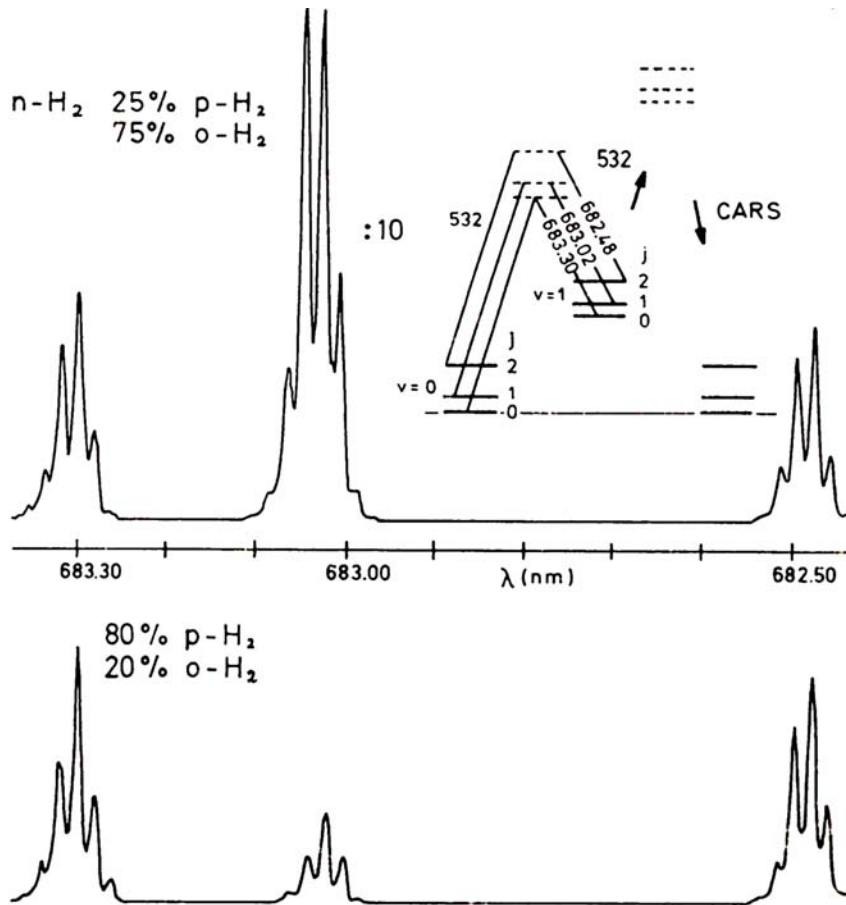 n-H₂ 25% p-H₂
75% o-H₂
:10
532
532
682.48
683.02
683.30
CARS
j
2
1
0
v=1
j
2
1
0
v=0
683.30
683.00
λ(nm)
682.50
80% p-H₂
20% o-H₂